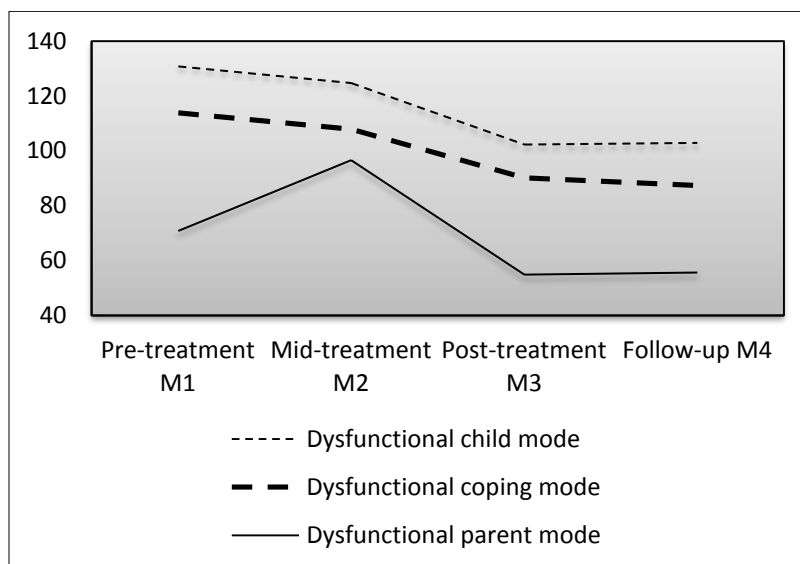 140
120
100
80
60
40
Pre-treatment Mid-treatment Post-treatment Follow-up M4
M1 M2 M3
Dysfunctional child mode
Dysfunctional coping mode
Dysfunctional parent mode